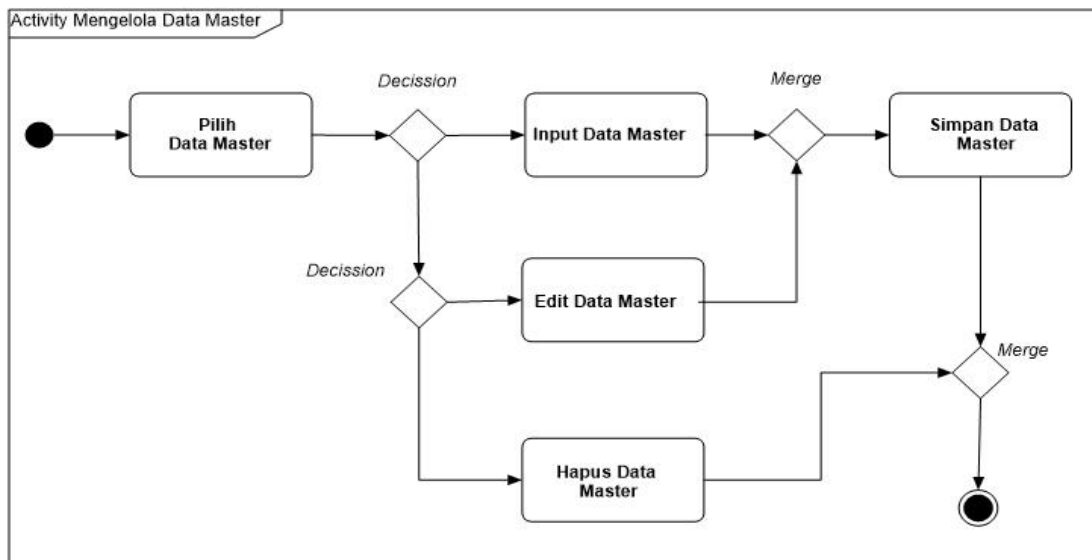 Activity Mengelola Data Master
Decission
Merge
Pilih
Data Master
Input Data Master
Simpan Data
Master
Decission
Edit Data Master
Merge
Hapus Data
Master